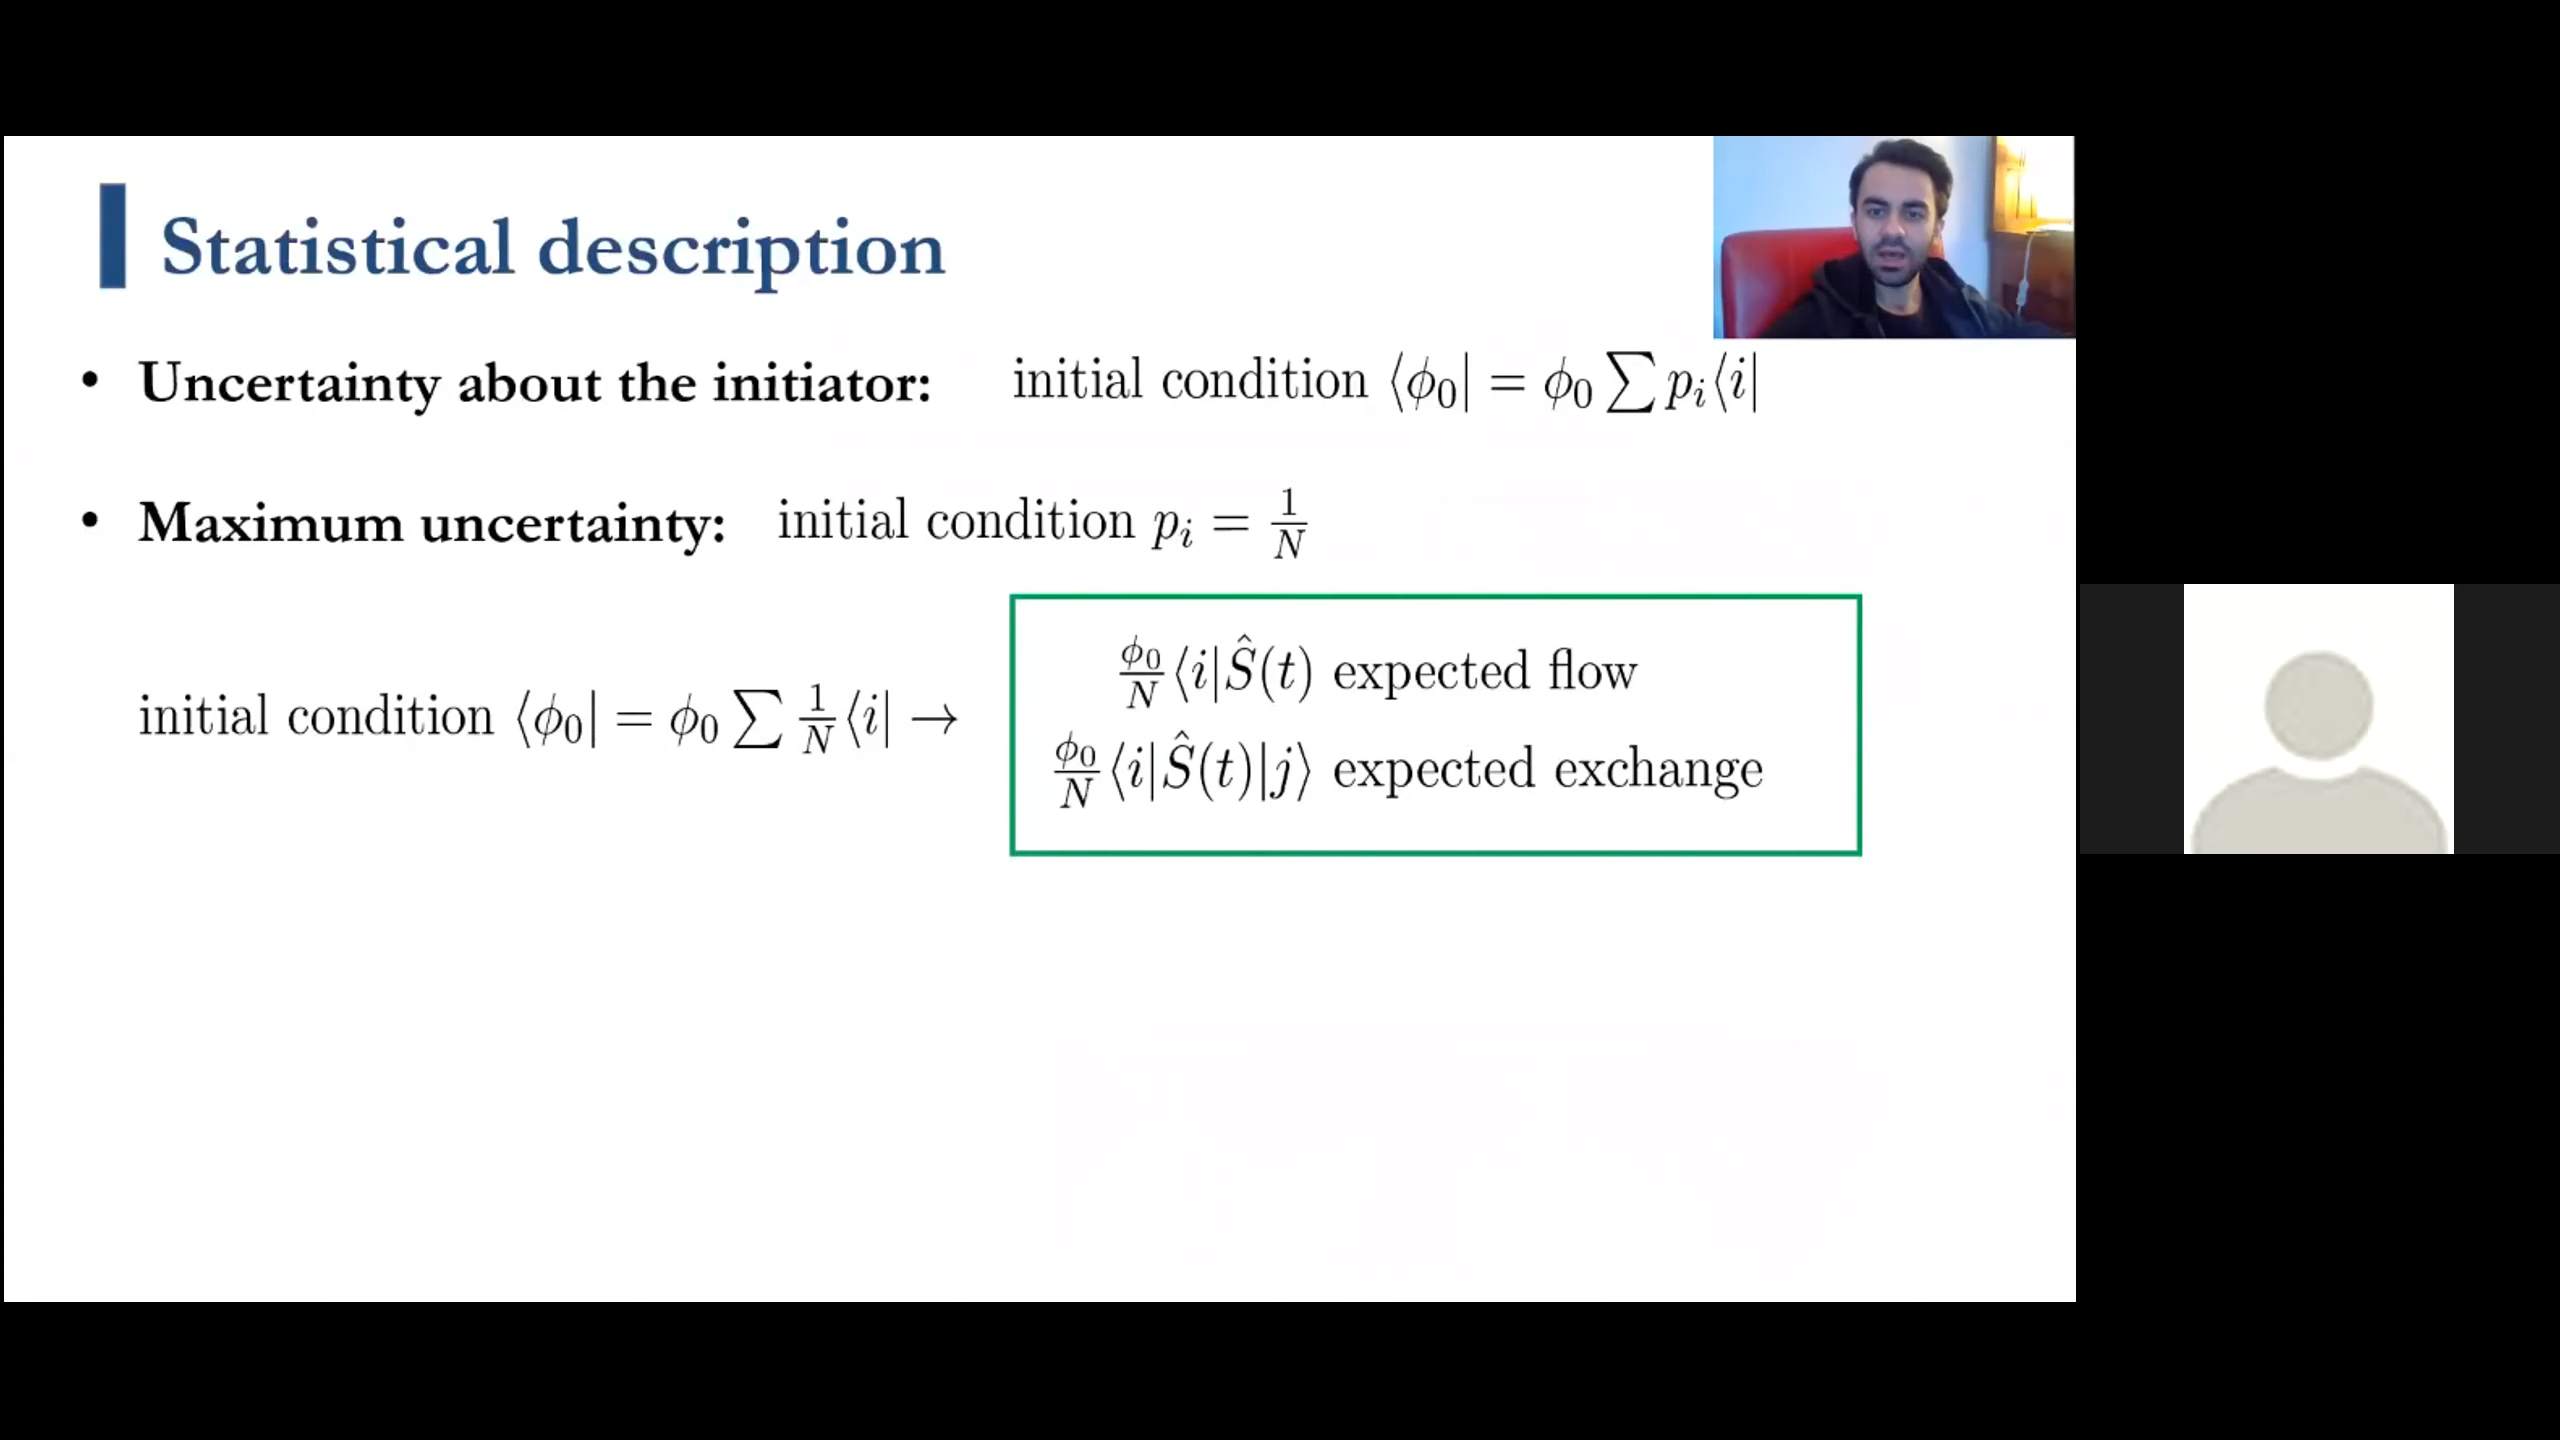 Statistical description
• Uncertainty about the initiator: initial condition ⟨ϕ₀| = ϕ₀ ∑ pᵢ⟨i|
• Maximum uncertainty: initial condition pᵢ = 1/N
initial condition ⟨ϕ₀| = ϕ₀ ∑ 1/N ⟨i| →
ϕ₀/N ⟨i|Ŝ(t) expected flow
ϕ₀/N ⟨i|Ŝ(t)|j⟩ expected exchange